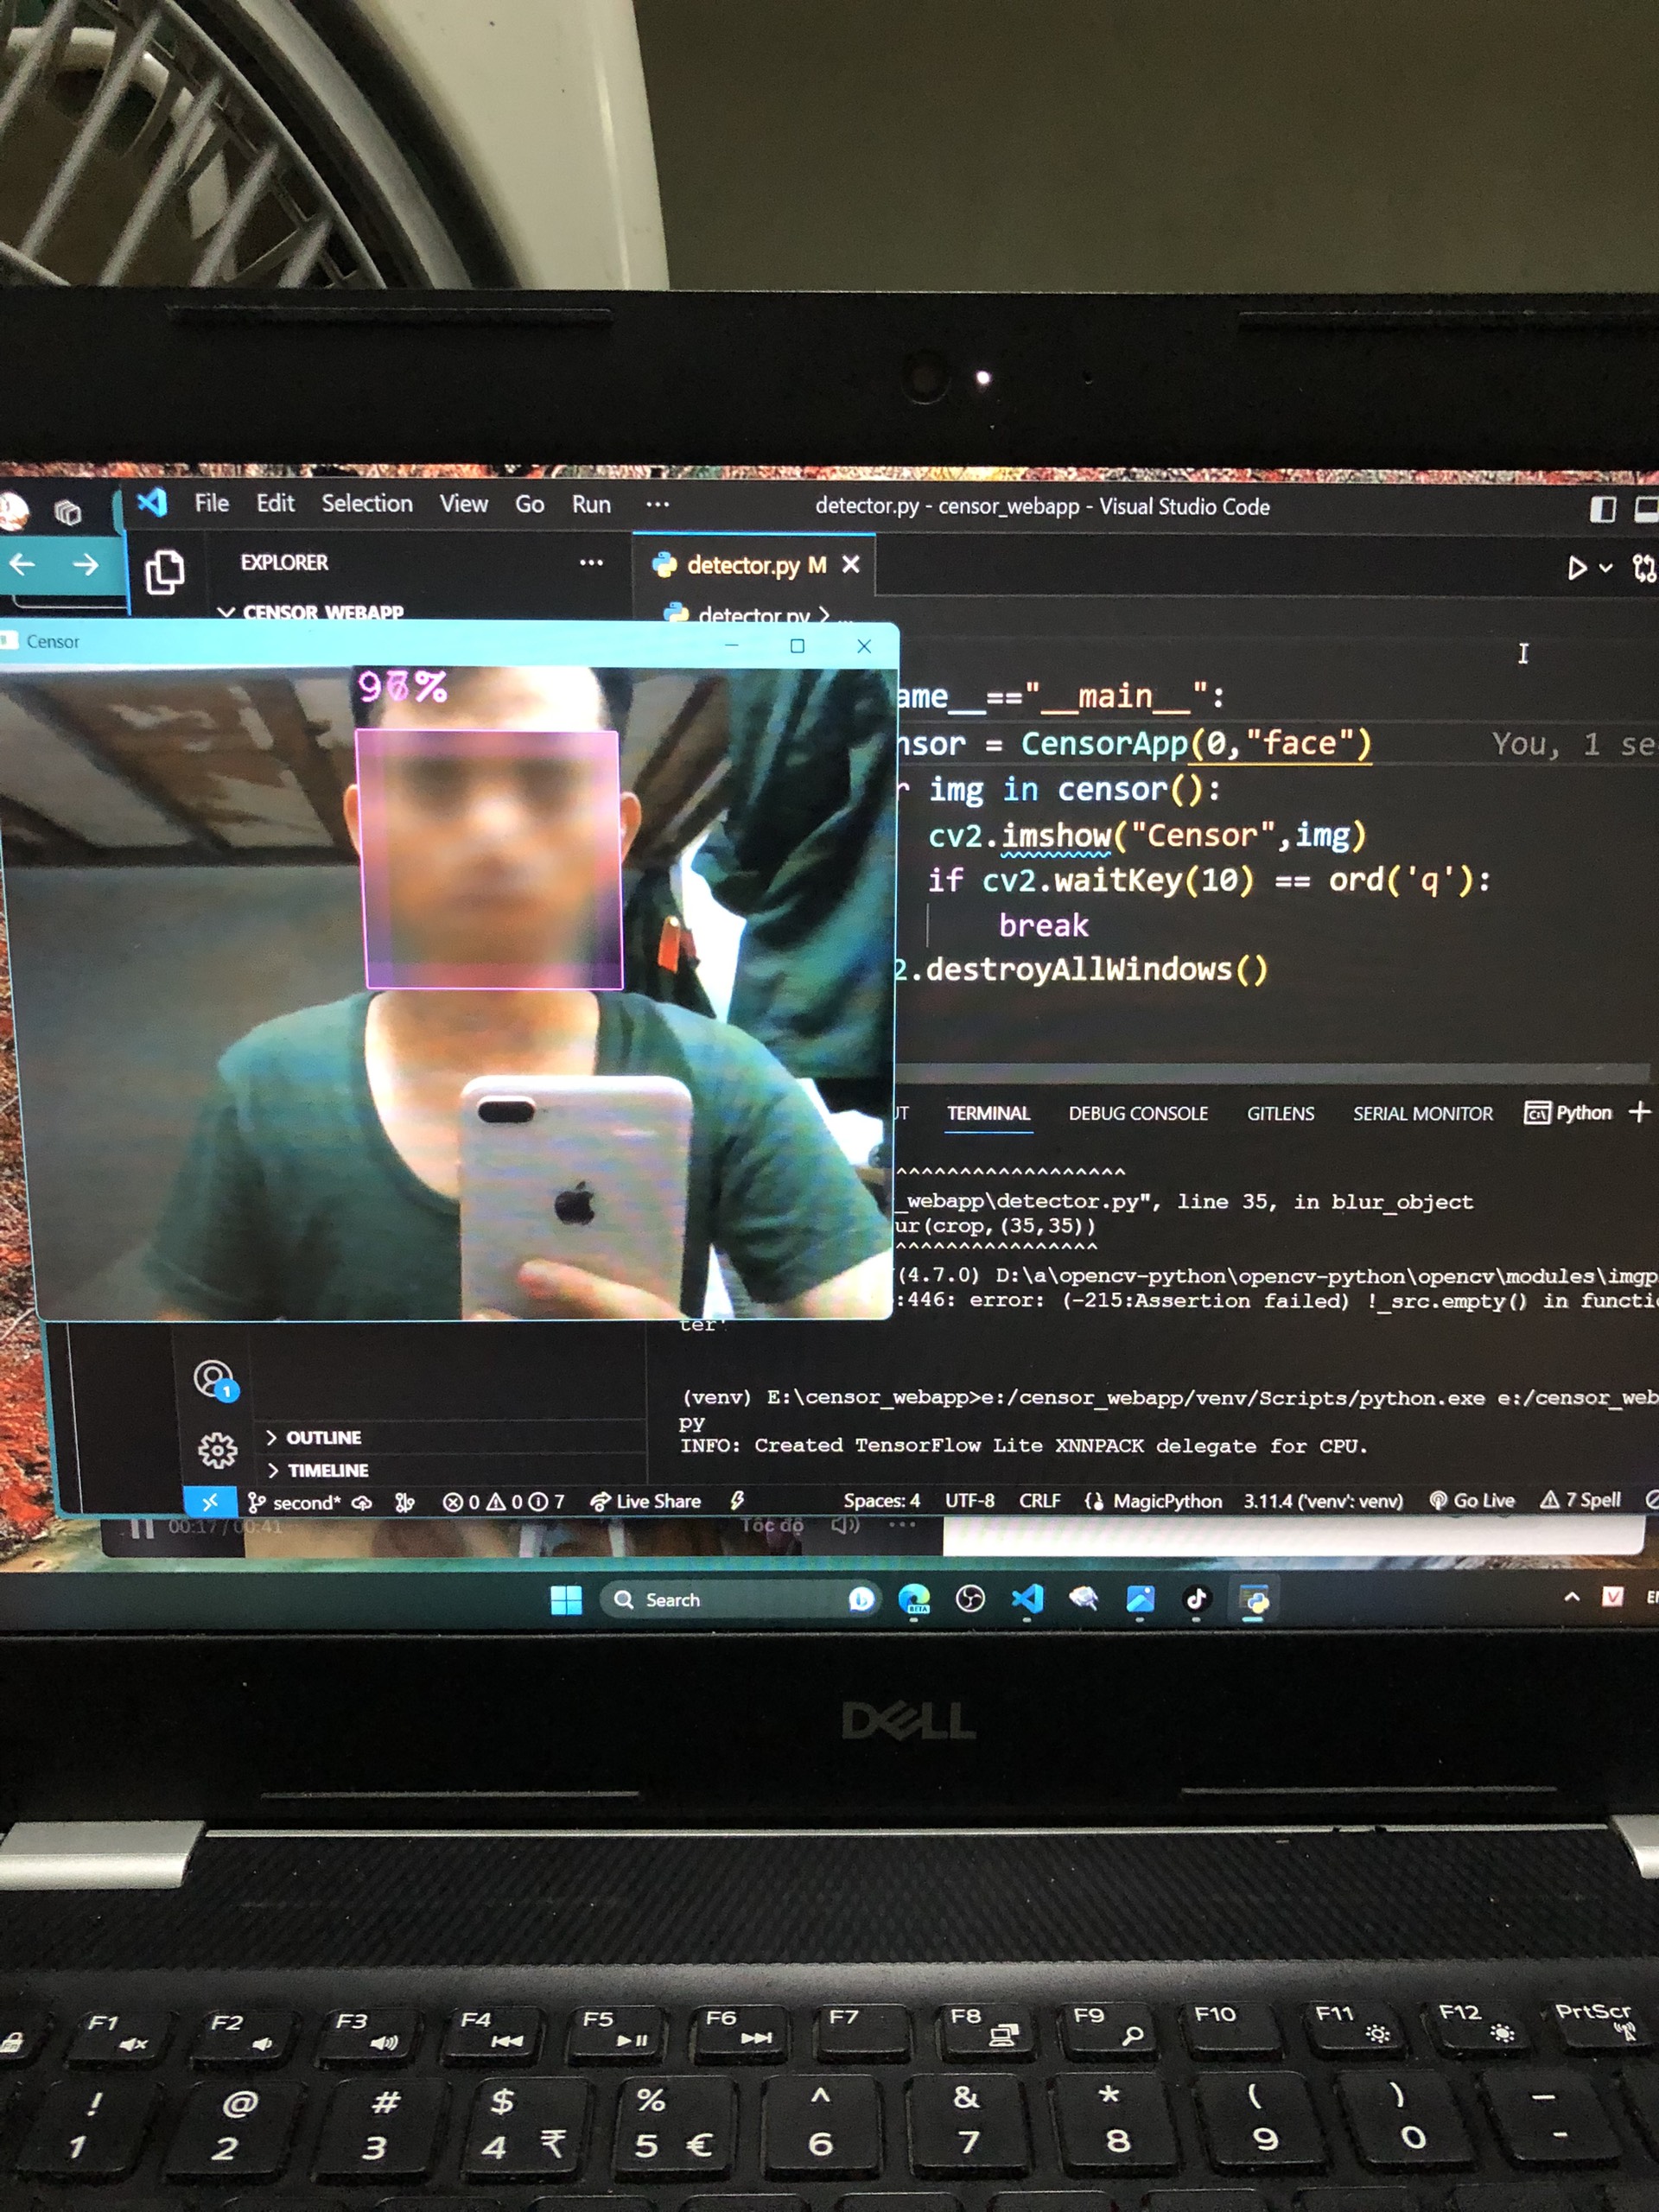 File Edit Selection View Go Run ... detector.py - censor_webapp - Visual Studio Code
EXPLORER ... detector.py M
CENSOR_WEBAPP detector.py > ...
Censor
%
ame__=="__main__":
nsor = CensorApp(0,"face") You, 1 se
r img in censor():
cv2.imshow("Censor",img)
if cv2.waitKey(10) == ord('q'):
break
2.destroyAllWindows()
UT TERMINAL DEBUG CONSOLE GITLENS SERIAL MONITOR Python +
^^^^^^^^^^^^^^^^^^^
_webapp\detector.py", line 35, in blur_object
ur(crop,(35,35))
^^^^^^^^^^^^^^^^^
(4.7.0) D:\a\opencv-python\opencv-python\opencv\modules\imgp
:446: error: (-215:Assertion failed) !_src.empty() in functi
ter'
(venv) E:\censor_webapp>e:/censor_webapp/venv/Scripts/python.exe e:/censor_web
py
INFO: Created TensorFlow Lite XNNPACK delegate for CPU.
1
> OUTLINE
> TIMELINE
second* 0 0 7 Live Share Spaces: 4 UTF-8 CRLF MagicPython 3.11.4 ('venv': venv) Go Live 7 Spell
00:17 / 00:41 Tốc độ ...
Search BETA V EN
DELL
F1 F2 F3 F4 F5 F6 F7 F8 F9 F10 F11 F12 PrtScr
! @ # $ % ^ & * ( ) _
1 2 3 4 ₹ 5 € 6 7 8 9 0 -